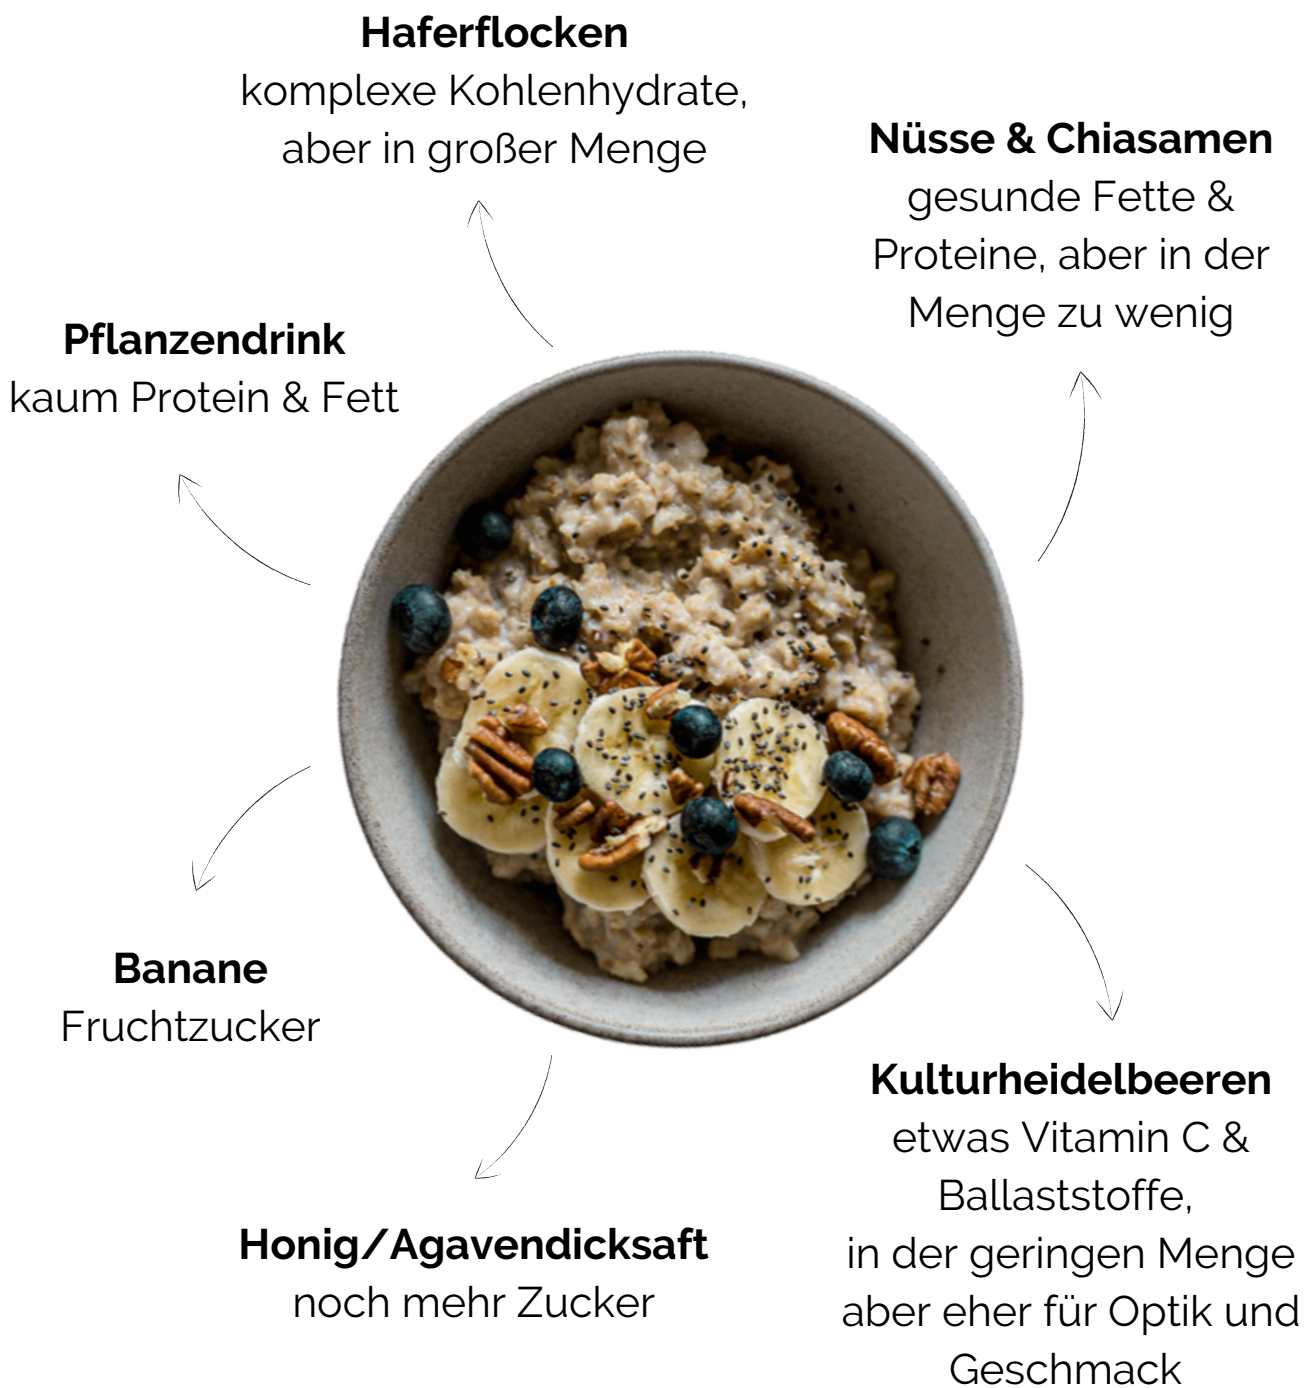 Haferflocken
komplexe Kohlenhydrate,
aber in großer Menge
Nüsse & Chiasamen
gesunde Fette &
Proteine, aber in der
Menge zu wenig
Pflanzendrink
kaum Protein & Fett
Banane
Fruchtzucker
Kulturheidelbeeren
etwas Vitamin C &
Ballaststoffe,
in der geringen Menge
aber eher für Optik und
Geschmack
Honig/Agavendicksaft
noch mehr Zucker